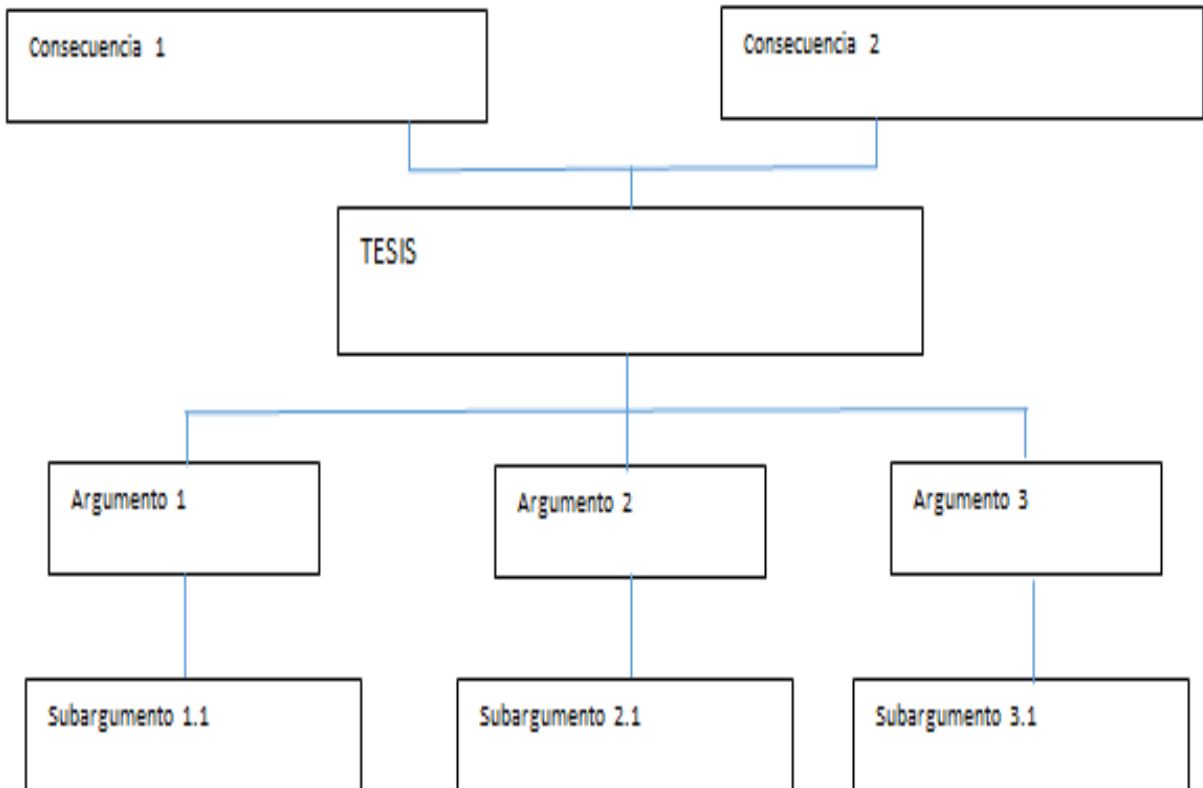 Consecuencia 1
Consecuencia 2
TESIS
Argumento 1
Argumento 2
Argumento 3
Subargumento 1.1
Subargumento 2.1
Subargumento 3.1